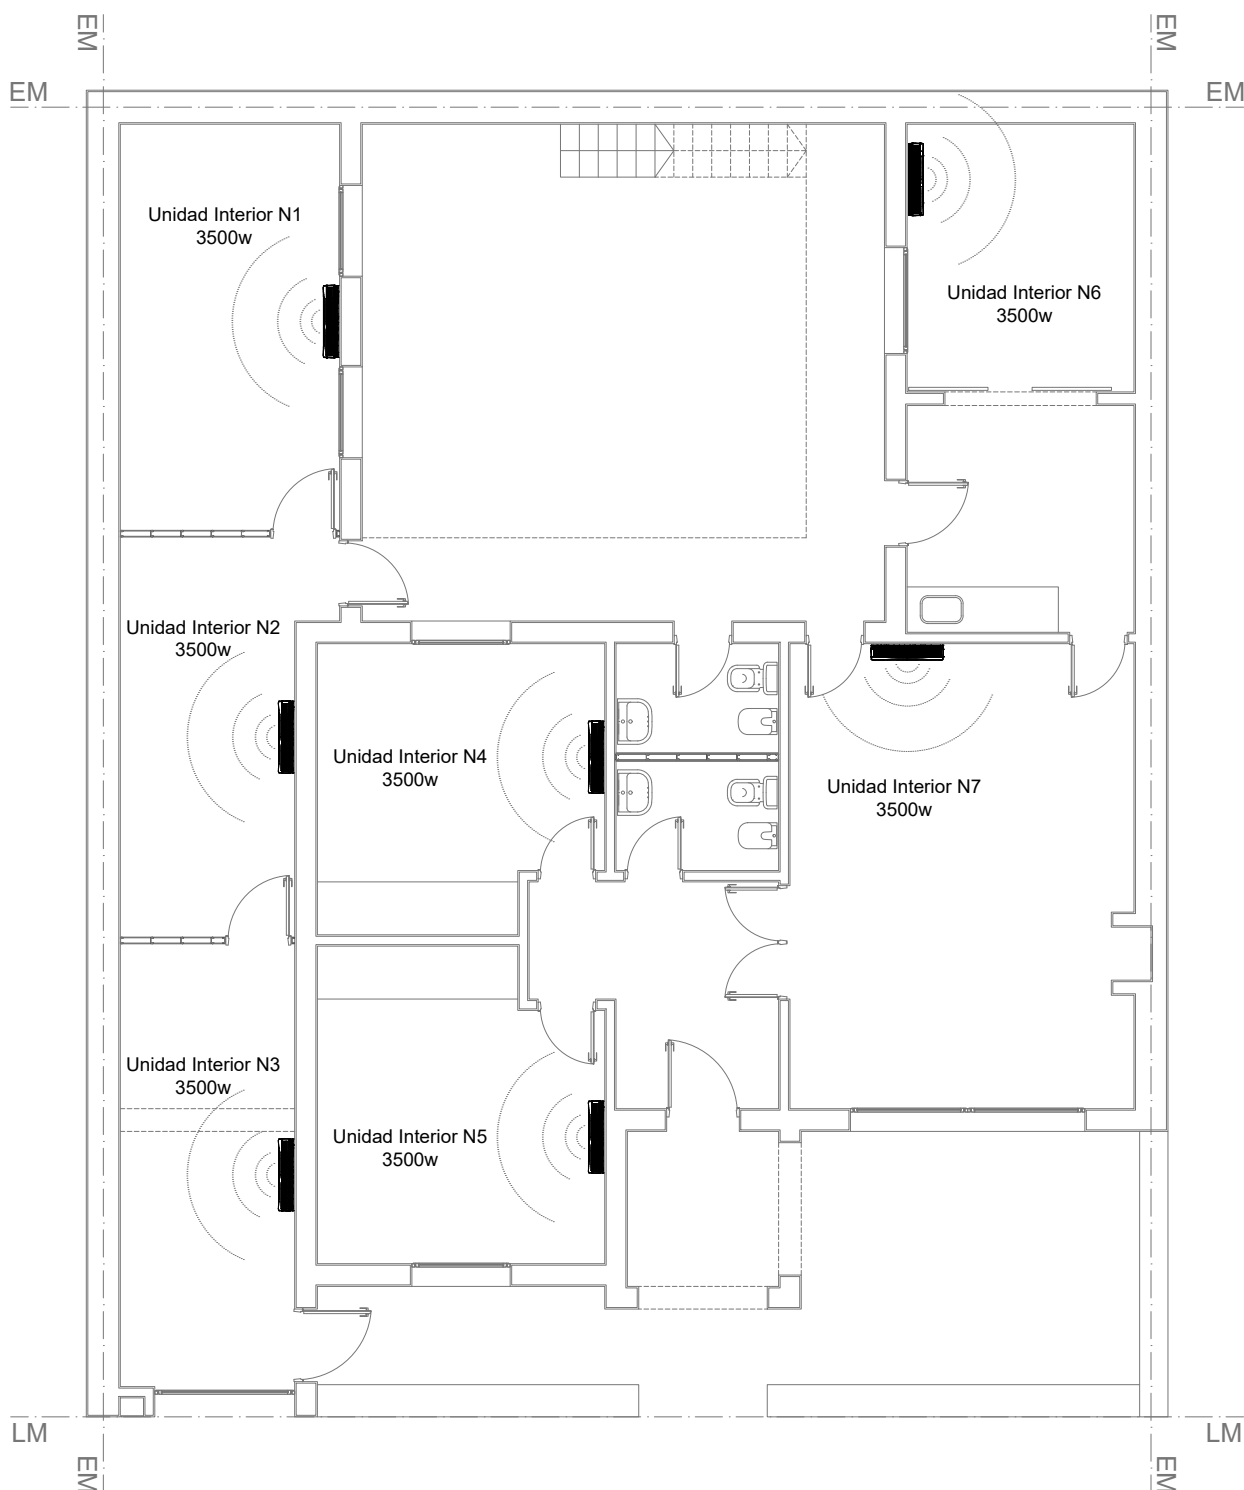 EM
EM
EM
EM
Unidad Interior N1
3500w
Unidad Interior N6
3500w
Unidad Interior N2
3500w
Unidad Interior N4
3500w
Unidad Interior N7
3500w
Unidad Interior N3
3500w
Unidad Interior N5
3500w
LM
LM
EM
EM